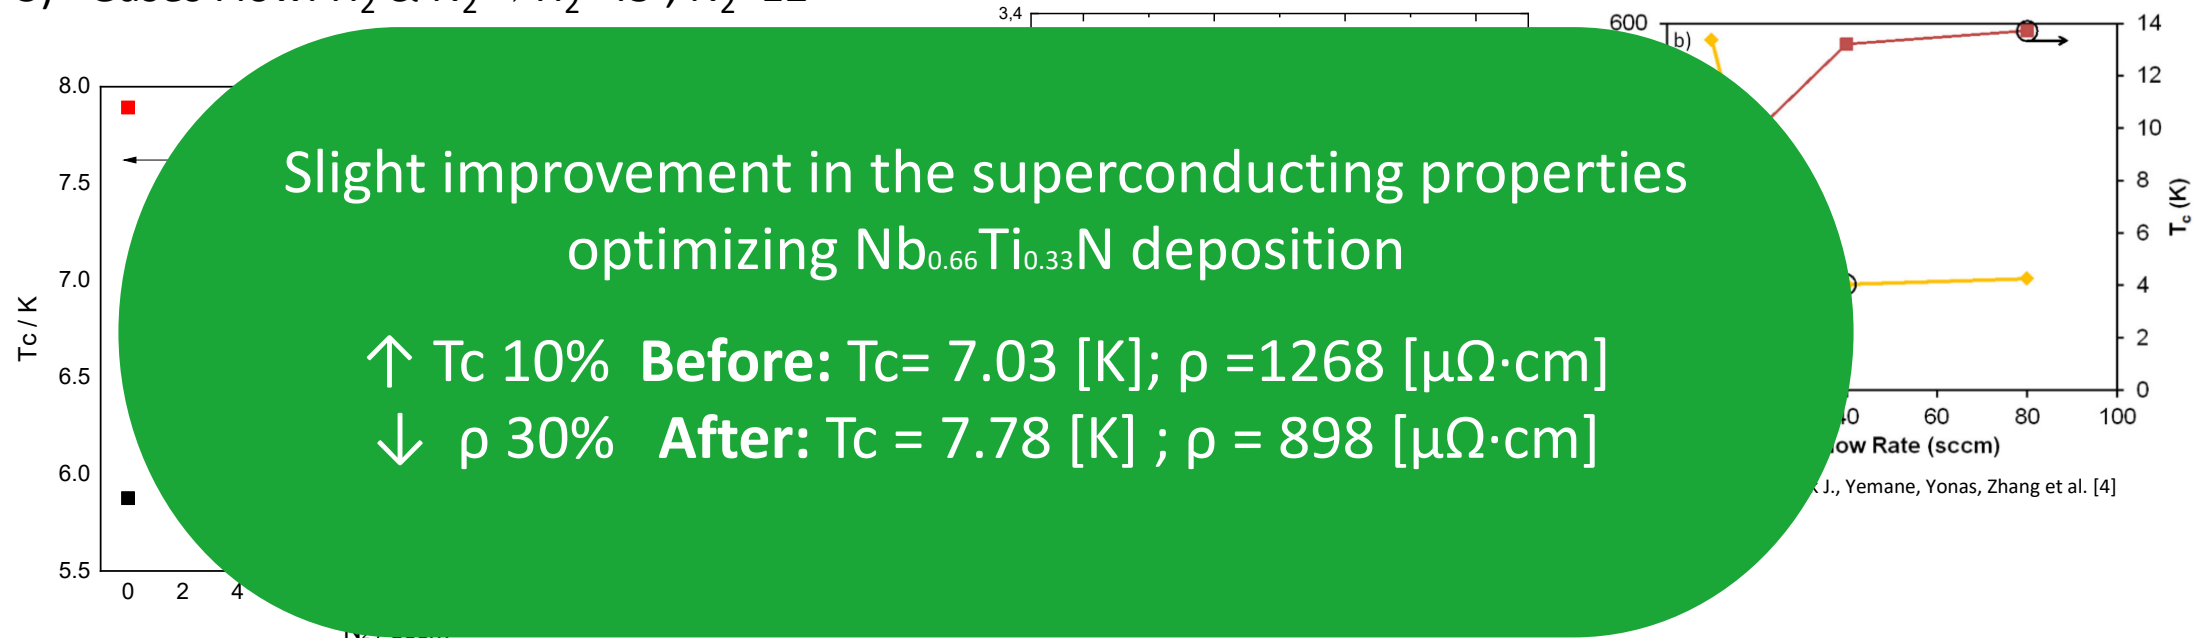 3,4
8.0
7.5
7.0
6.5
6.0
5.5
Tc / K
0 2 4
Slight improvement in the superconducting properties
optimizing Nb0.66Ti0.33N deposition
↑ Tc 10% Before: Tc= 7.03 [K]; ρ =1268 [μΩ·cm]
↓ ρ 30% After: Tc = 7.78 [K] ; ρ = 898 [μΩ·cm]
600
b)
14
12
10
8
6
4
2
0
Tc (K)
60 80 100
Rate (sccm)
J., Yemane, Yonas, Zhang et al. [4]